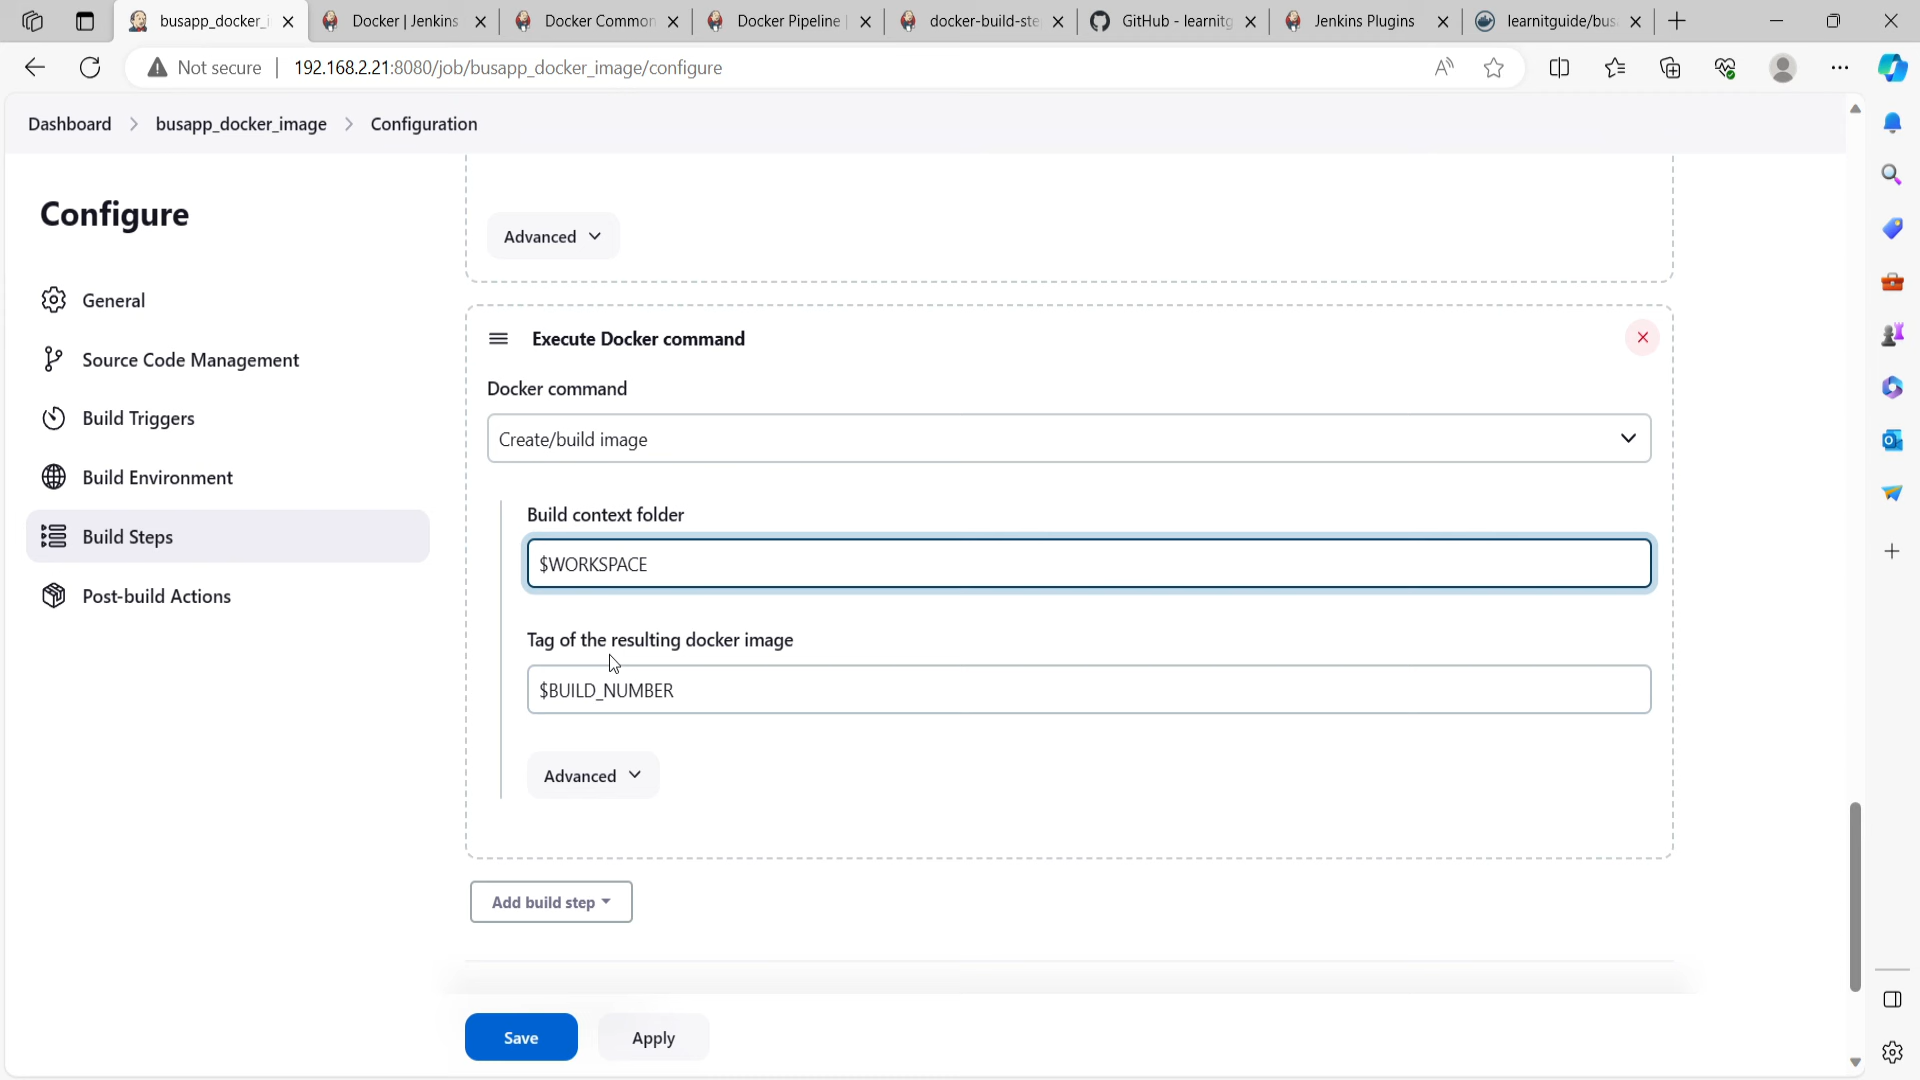 busapp_docker_i
Docker | Jenkins
Docker Common
Docker Pipeline |
docker-build-ste
GitHub - learnitg
Jenkins Plugins
learnitguide/bus
Not secure
192.168.2.21:8080/job/busapp_docker_image/configure
Dashboard > busapp_docker_image > Configuration
Configure
General
Source Code Management
Build Triggers
Build Environment
Build Steps
Post-build Actions
Advanced
Execute Docker command
Docker command
Create/build image
Build context folder
$WORKSPACE
Tag of the resulting docker image
$BUILD_NUMBER
Advanced
Add build step
Save
Apply